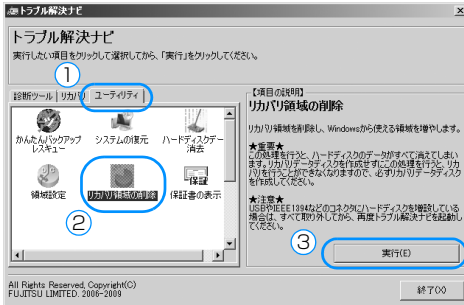 トラブル解決ナビ
トラブル解決ナビ
実行したい項目をクリックして選択してから、「実行」をクリックしてください。
①
診断ツール
リカバリ
ユーティリティ
かんたんバックアップ
レスキュー
システムの復元
ハードディスクデータ
消去
領域設定
リカバリ領域の削除
保証
保証書の表示
②
【項目の説明】
リカバリ領域の削除
リカバリ領域を削除し、Windowsから使える領域を増やします。
★重要★
この処理を行うと、ハードディスクのデータがすべて消えてしまい
ます。リカバリデータディスクを作成せずにこの処理を行うと、リカ
バリを行うことができなくなりますので、必ずリカバリデータディスク
を作成してください。
★注意★
USBやIEEE1394などのコネクタにハードディスクを増設している
場合は、すべて取り外してから、再度トラブル解決ナビを起動し
てください。
③
実行(E)
All Rights Reserved, Copyright(C)
FUJITSU LIMITED. 2006-2009
終了(X)